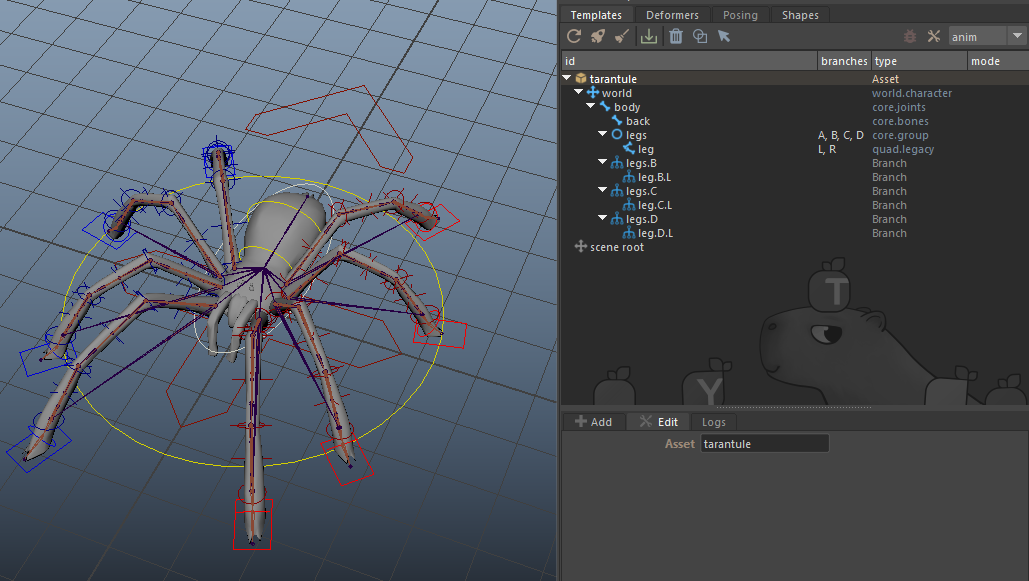 Templates Deformers Posing Shapes
anim
id branches type mode
tarantule Asset
world world.character
body core.joints
back core.bones
legs A, B, C, D core.group
leg L, R quad.legacy
legs.B Branch
leg.B.L Branch
legs.C Branch
leg.C.L Branch
legs.D Branch
leg.D.L Branch
scene root
T
Y
Add Edit Logs
Asset tarantule